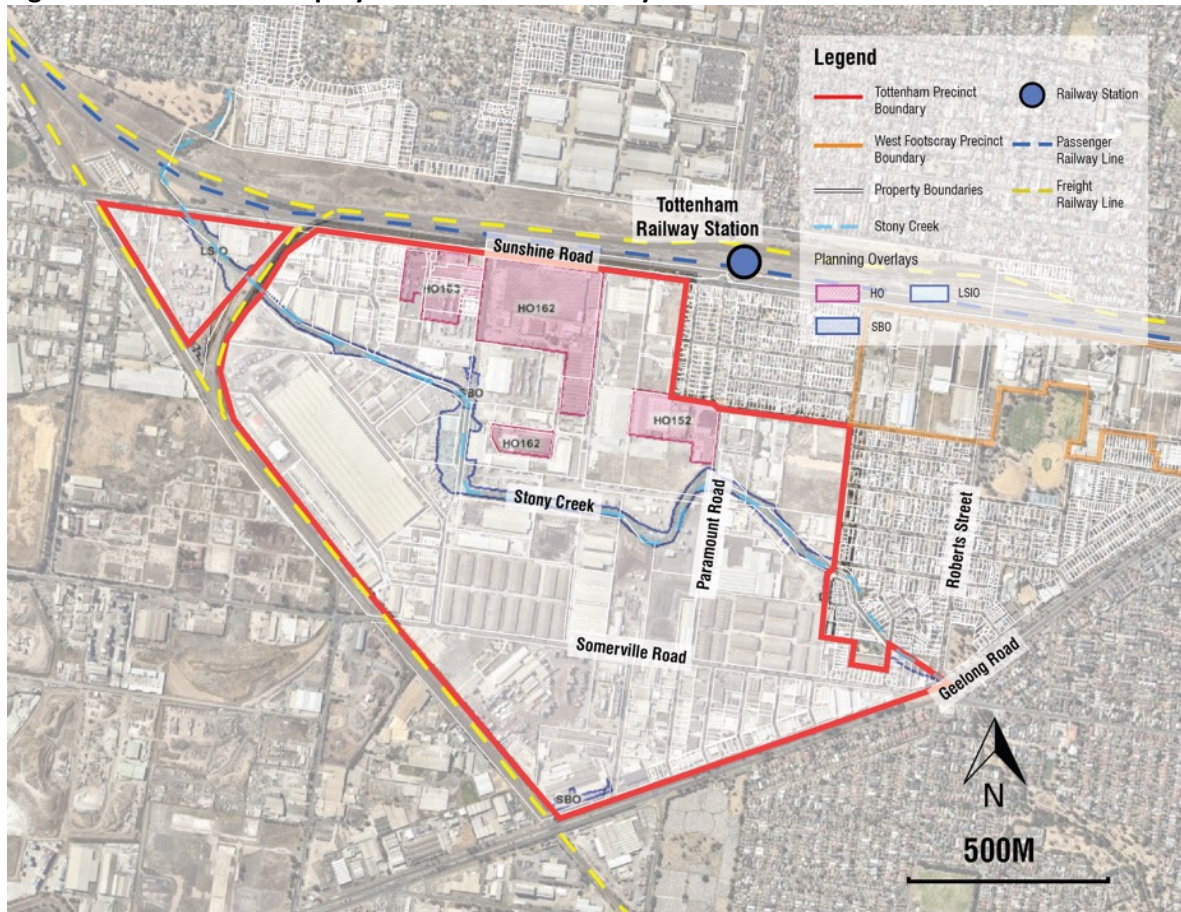 Legend
Tottenham Precinct
Boundary
Railway Station
West Footscray Precinct
Boundary
Passenger
Railway Line
Property Boundaries
Freight
Railway Line
Stony Creek
Planning Overlays
HO
LSIO
SBO
Tottenham
Railway Station
Sunshine Road
HO162
HO152
HO162
Stony Creek
Paramount Road
Roberts Street
Somerville Road
Geelong Road
SBO
N
500M